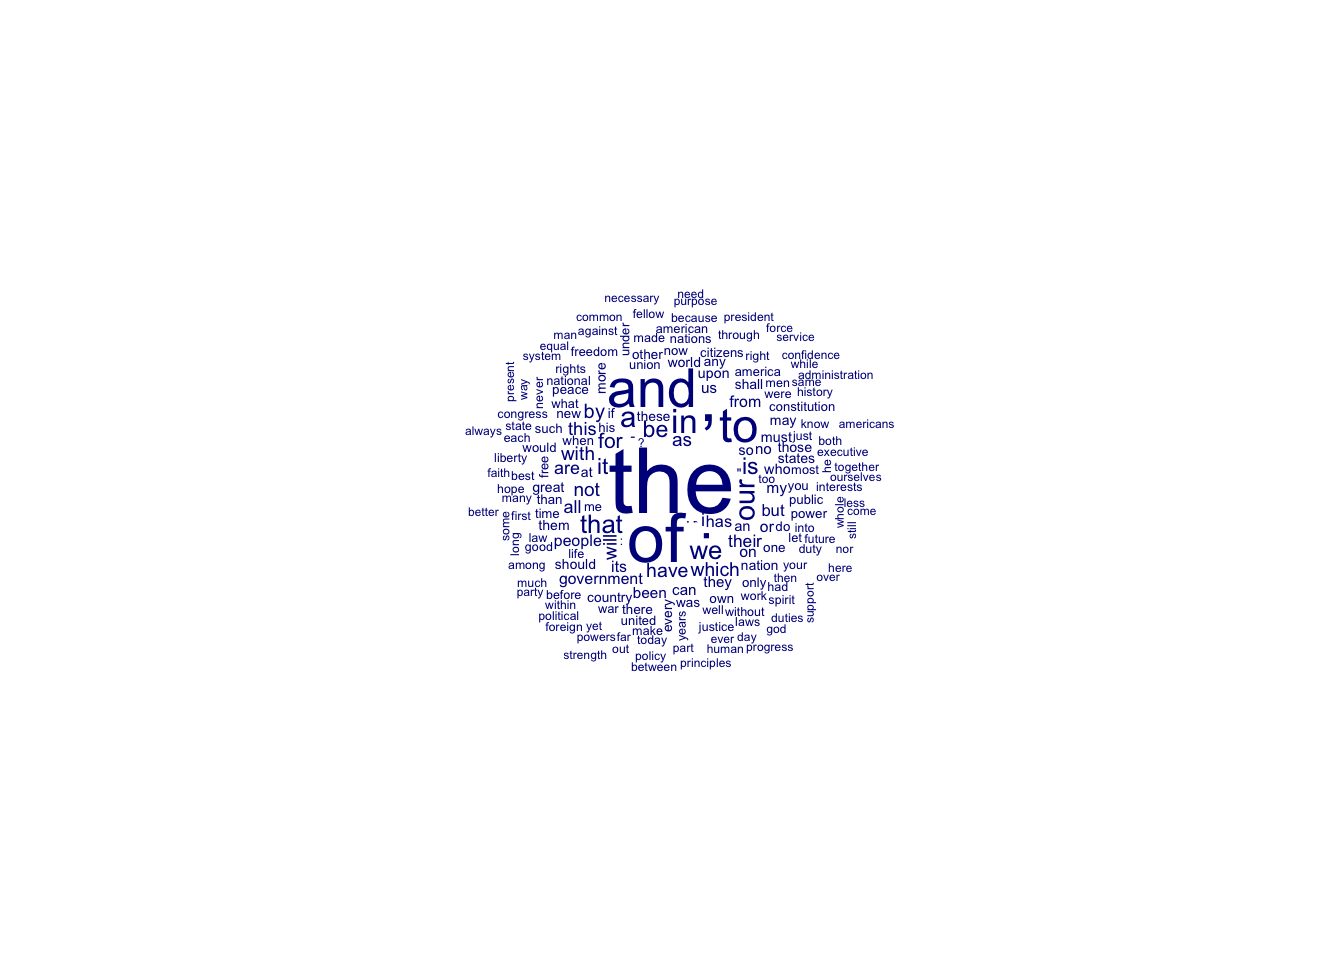 need
necessary purpose
common fellow because president
man against under american force
made nations through service
equal
system freedom other now citizens right confidence
union world any while
rights more upon america administration
present way never national peace and us shall men same
were history
what from constitution
congress new by if a these in , to may know americans
always state such this his be must just both
each when for - ? as so no those executive
would
liberty free with the " is states he together
faith best are at it who most ourselves
too
hope great not our my you interests
many than public whole less
better some first time all me but power come
them that of . - i has an or do into still
long law people will : we their let future
good on one duty nor
life
among should its have which nation your here
government they only then over
much had
party before country been can work support
within war there every was own spirit
political united years well without duties
foreign yet make justice laws god
powers far today ever day
out part human progress
strength policy
between principles